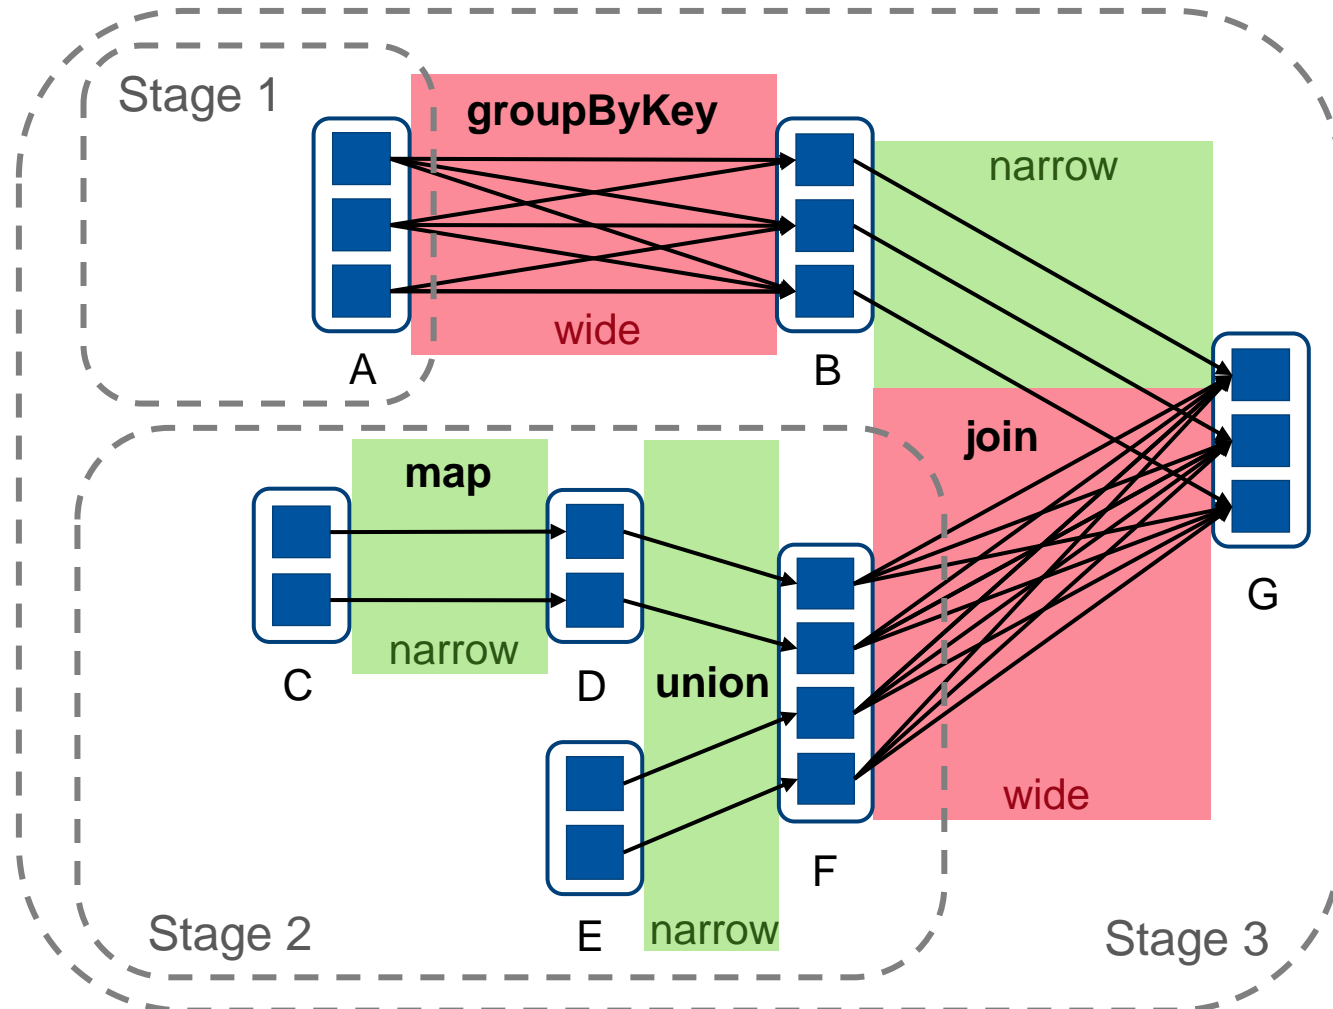 Stage 1
groupByKey
narrow
wide
A
B
map
join
narrow
C
D
union
G
wide
F
E
narrow
Stage 2
Stage 3